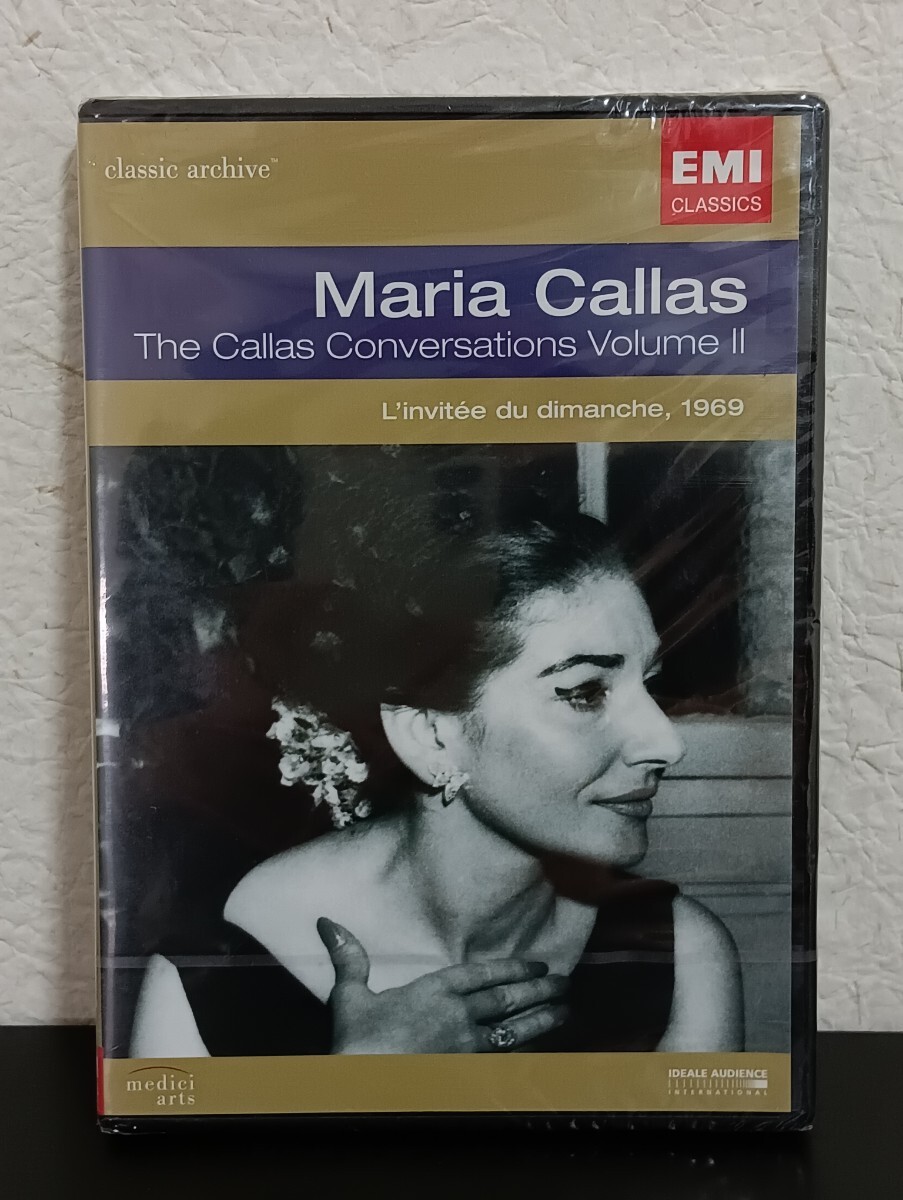 classic archive™
EMI
CLASSICS
Maria Callas
The Callas Conversations Volume II
L'invitée du dimanche, 1969
medici
arts
IDEALE AUDIENCE
INTERNATIONAL